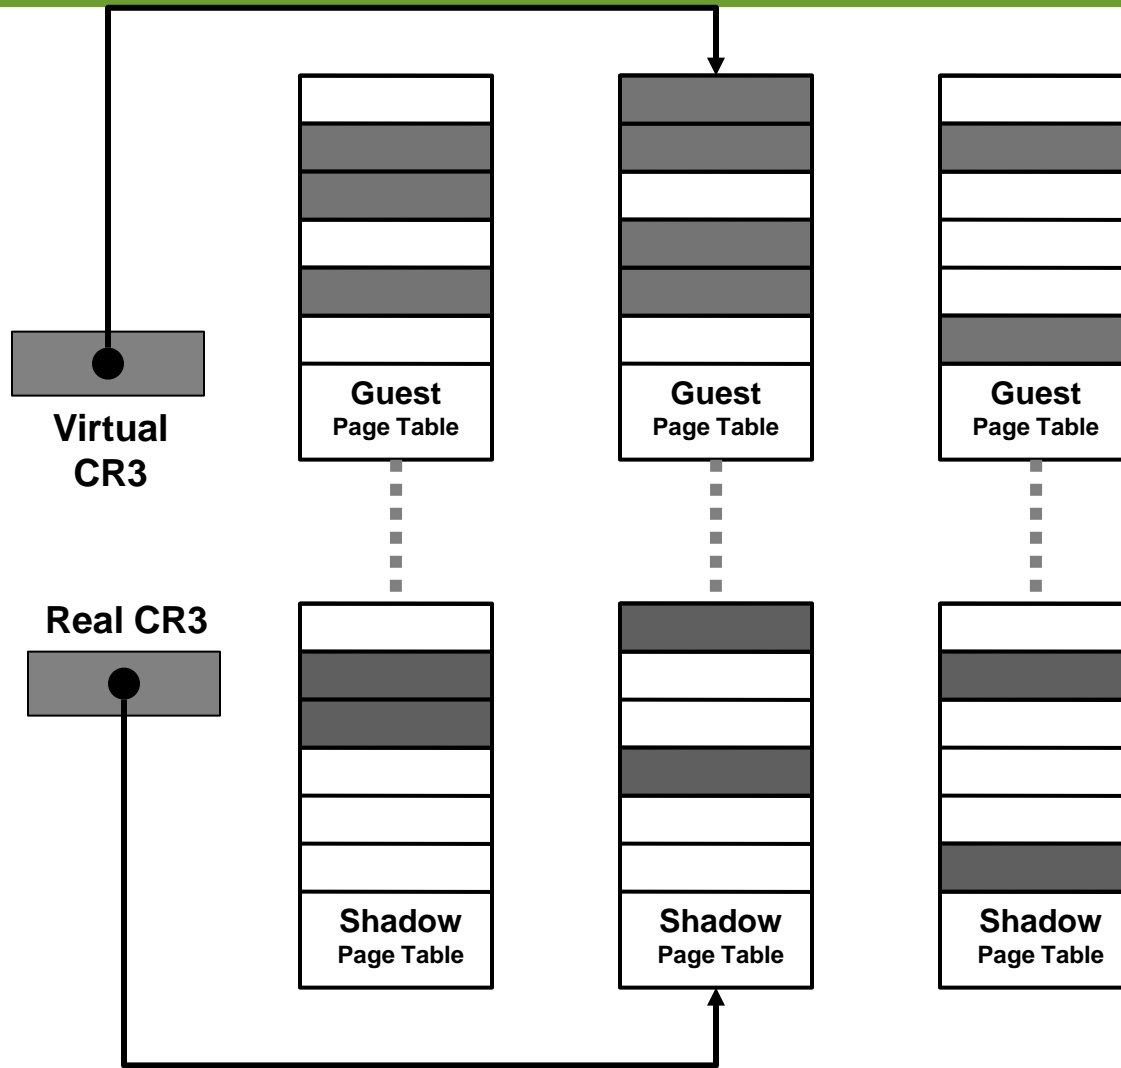 Guest
Page Table
Guest
Page Table
Guest
Page Table
Virtual
CR3
Real CR3
Shadow
Page Table
Shadow
Page Table
Shadow
Page Table